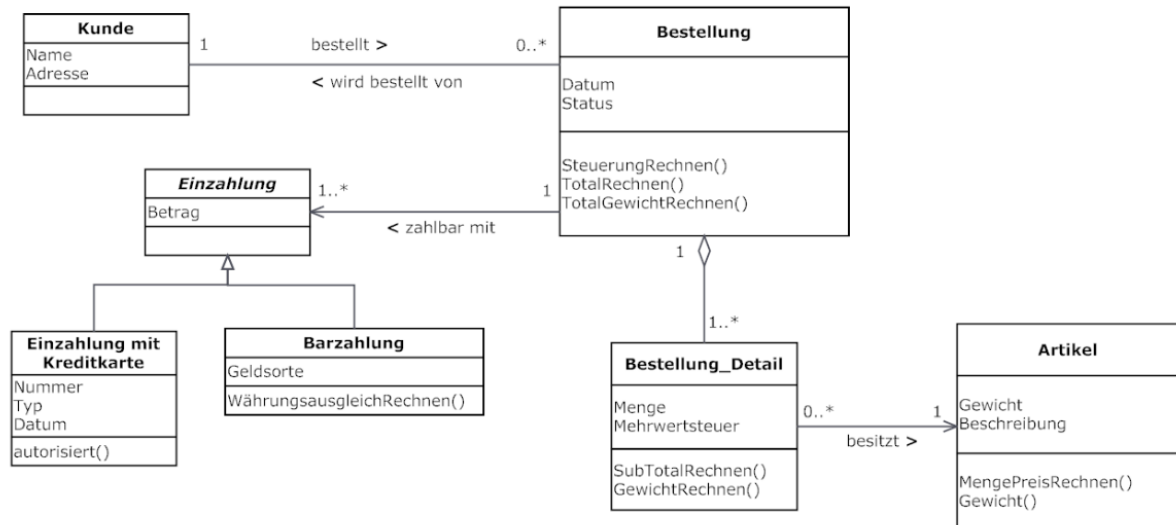 Kunde
Name
Adresse
1
bestellt >
0..*
< wird bestellt von
Bestellung
Datum
Status
SteuerungRechnen()
TotalRechnen()
TotalGewichtRechnen()
Einzahlung
Betrag
1..*
1
< zahlbar mit
1
1..*
Einzahlung mit
Kreditkarte
Nummer
Typ
Datum
autorisiert()
Barzahlung
Geldsorte
WährungsausgleichRechnen()
Bestellung_Detail
Menge
Mehrwertsteuer
SubTotalRechnen()
GewichtRechnen()
0..*
1
besitzt >
Artikel
Gewicht
Beschreibung
MengePreisRechnen()
Gewicht()